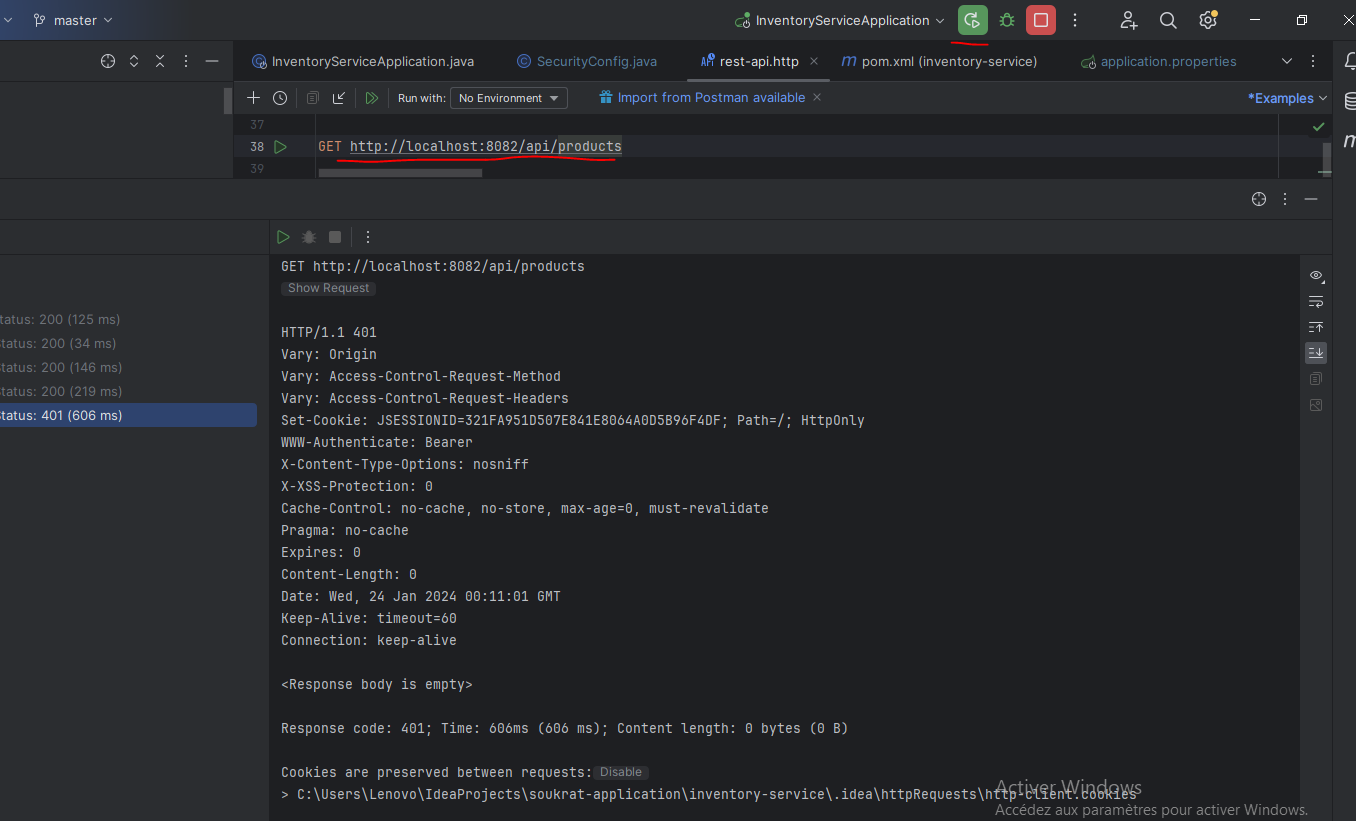 master InventoryServiceApplication
InventoryServiceApplication.java SecurityConfig.java API rest-api.http m pom.xml (inventory-service) application.properties
Run with: No Environment Import from Postman available *Examples
37
38 GET http://localhost:8082/api/products
39
GET http://localhost:8082/api/products
Show Request
tatus: 200 (125 ms)
tatus: 200 (34 ms)
tatus: 200 (146 ms)
tatus: 200 (219 ms)
tatus: 401 (606 ms)
HTTP/1.1 401
Vary: Origin
Vary: Access-Control-Request-Method
Vary: Access-Control-Request-Headers
Set-Cookie: JSESSIONID=321FA951D507E841E8064A0D5B96F4DF; Path=/; HttpOnly
WWW-Authenticate: Bearer
X-Content-Type-Options: nosniff
X-XSS-Protection: 0
Cache-Control: no-cache, no-store, max-age=0, must-revalidate
Pragma: no-cache
Expires: 0
Content-Length: 0
Date: Wed, 24 Jan 2024 00:11:01 GMT
Keep-Alive: timeout=60
Connection: keep-alive
<Response body is empty>
Response code: 401; Time: 606ms (606 ms); Content length: 0 bytes (0 B)
Cookies are preserved between requests: Disable
> C:\Users\Lenovo\IdeaProjects\soukrat-application\inventory-service\.idea\httpRequests\http-client.cookies
Activer Windows
Accédez aux paramètres pour activer Windows.